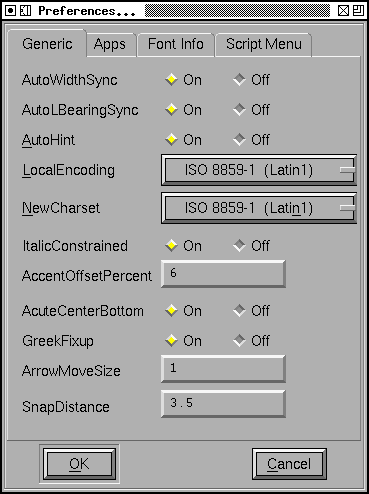 Preferences...
Generic Apps Font Info Script Menu
AutoWidthSync On Off
AutoLBearingSync On Off
AutoHint On Off
LocalEncoding ISO 8859-1 (Latin1)
NewCharset ISO 8859-1 (Latin1)
ItalicConstrained On Off
AccentOffsetPercent 6
AcuteCenterBottom On Off
GreekFixup On Off
ArrowMoveSize 1
SnapDistance 3.5
OK Cancel